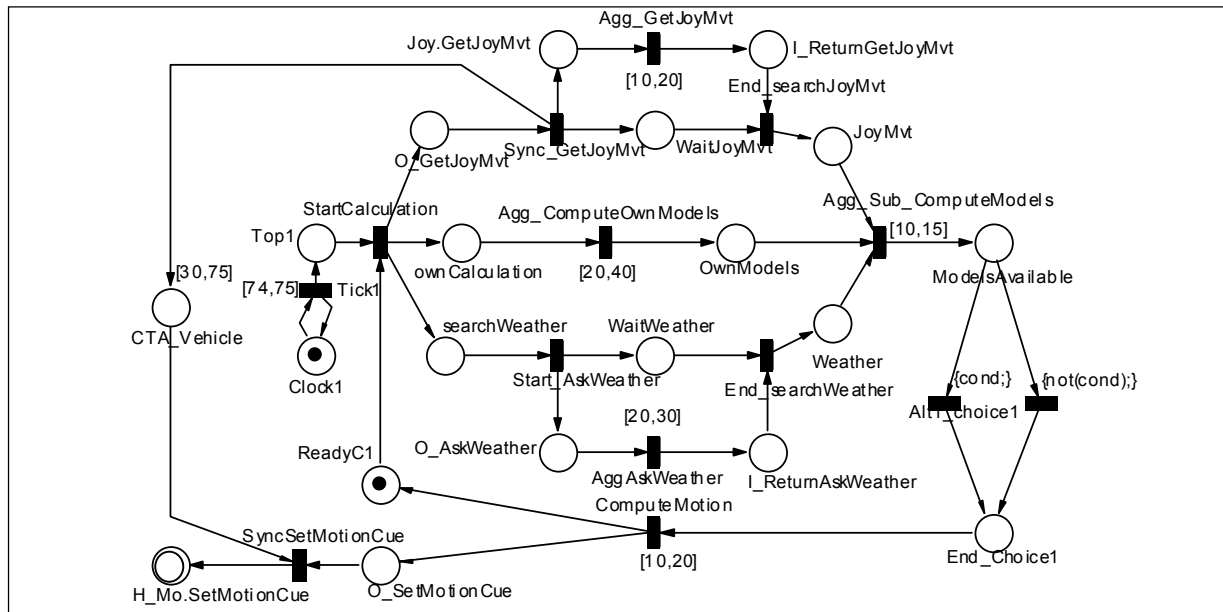 Agg_GetJoyMvt
Joy.GetJoyMvt
I_ReturnGetJoyMvt
[10,20]
End_searchJoyMvt
O_GetJoyMvt
Sync_GetJoyMvt
WaitJoyMvt
JoyMvt
StartCalculation
Agg_ComputeOwnModels
Agg_Sub_ComputeModels
Top1
[10,15]
ownCalculation
[20,40]
OwnModels
ModelsAvailable
[30,75]
[74,75]
Tick1
CTA_Vehicle
searchWeather
WaitWeather
Weather
Clock1
Start_AskWeather
End_searchWeather
{cond;}
{not(cond);}
Alt1_choice1
[20,30]
ReadyC1
O_AskWeather
AggAskWeather
I_ReturnAskWeather
ComputeMotion
SyncSetMotionCue
[10,20]
End_Choice1
H_Mo.SetMotionCue
O_SetMotionCue